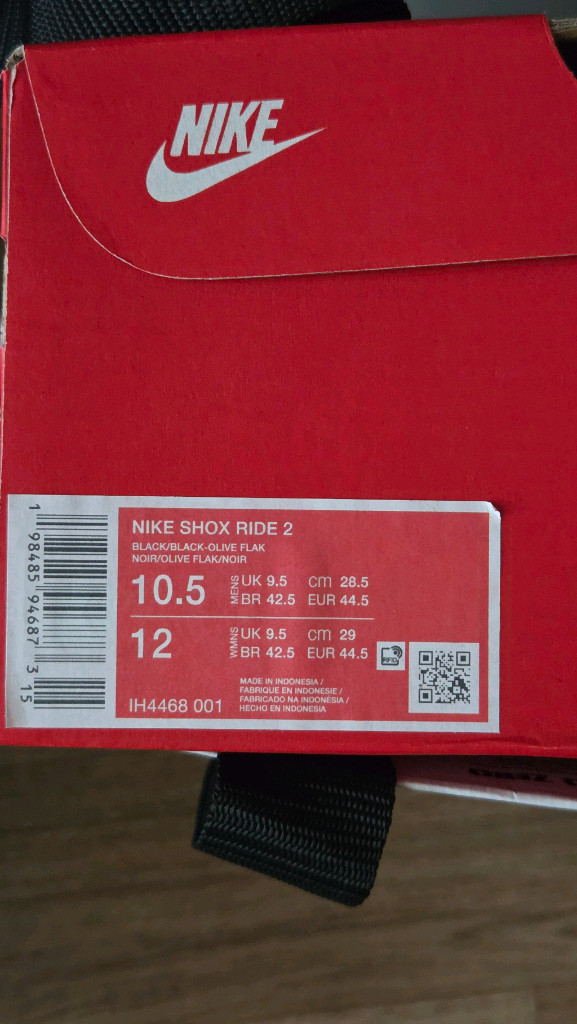 NIKE
NIKE SHOX RIDE 2
BLACK/BLACK-OLIVE FLAK
NOIR/OLIVE FLAK/NOIR
10.5 MENS UK 9.5 cm 28.5
BR 42.5 EUR 44.5
12 WMNS UK 9.5 cm 29
BR 42.5 EUR 44.5
RFID
IH4468 001
MADE IN INDONESIA /
FABRIQUE EN INDONESIE /
FABRICADO NA INDONÉSIA /
HECHO EN INDONESIA
1 98485 94687 3 15